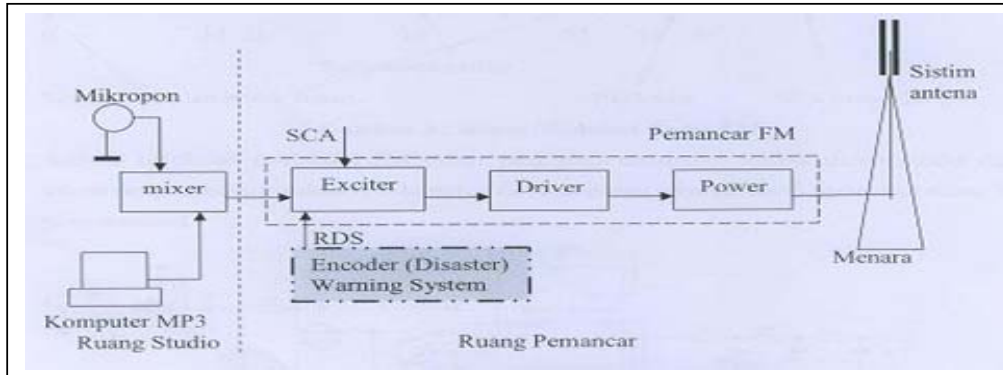 Mikropon
mixer
Komputer MP3
Ruang Studio
SCA
Exciter
RDS
Encoder (Disaster)
Warning System
Driver
Pemancar FM
Power
Ruang Pemancar
Sistim
antena
Menara